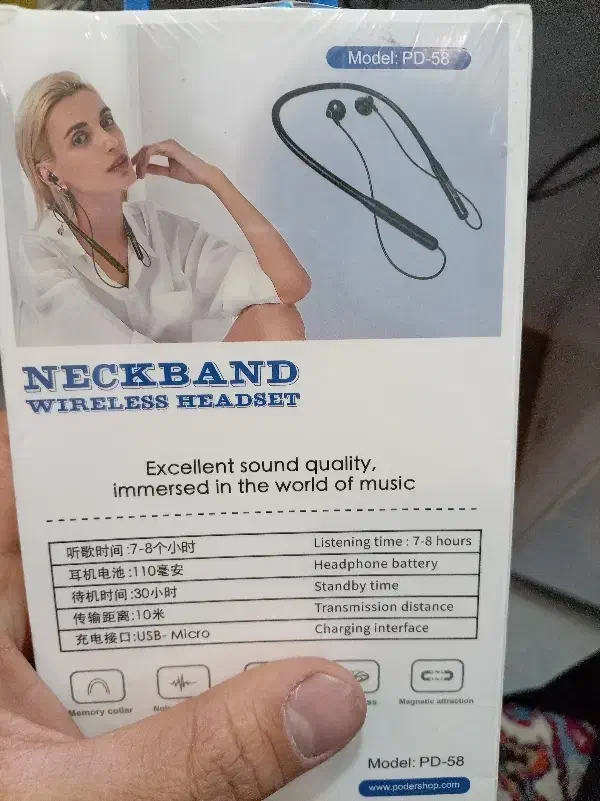 Model: PD-58
NECKBAND
WIRELESS HEADSET
Excellent sound quality,
immersed in the world of music
听歌时间:7-8个小时 Listening time : 7-8 hours
耳机电池:110毫安 Headphone battery
待机时间:30小时 Standby time
传输距离:10米 Transmission distance
充电接口:USB- Micro Charging interface
Memory collar Magnetic attraction
Model: PD-58
www.podershop.com